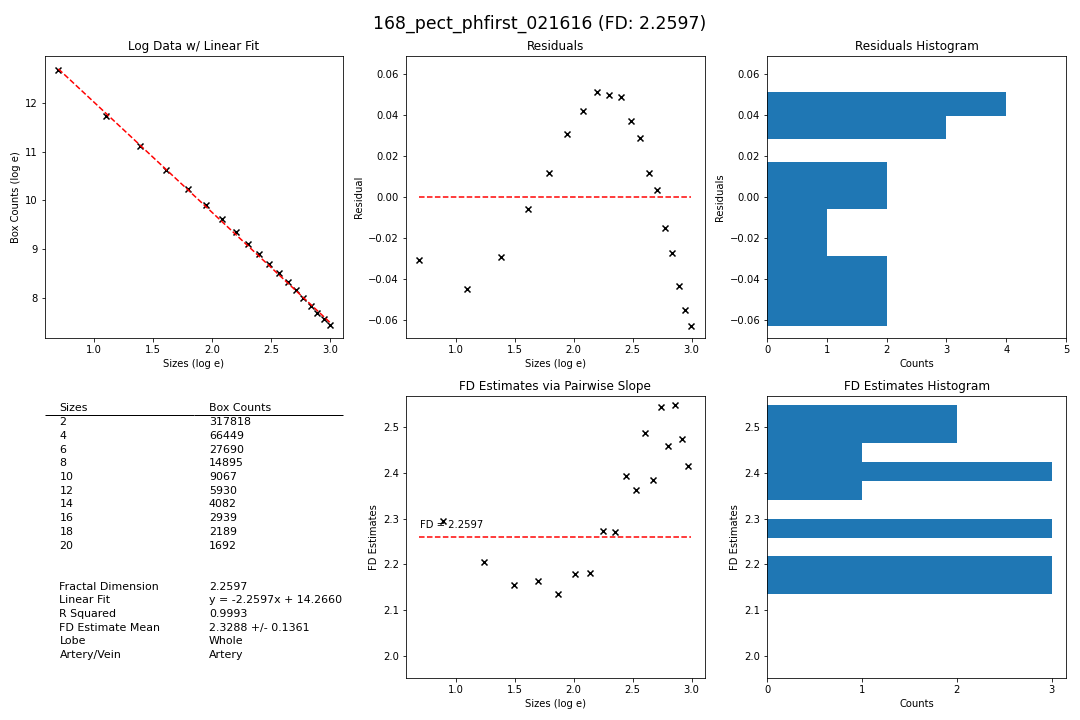 168_pect_phfirst_021616 (FD: 2.2597)
Log Data w/ Linear Fit
Box Counts (log e)
12
11
10
9
8
1.0 1.5 2.0 2.5 3.0
Sizes (log e)
Residuals
Residual
0.06
0.04
0.02
0.00
−0.02
−0.04
−0.06
1.0 1.5 2.0 2.5 3.0
Sizes (log e)
Residuals Histogram
Residuals
0.06
0.04
0.02
0.00
−0.02
−0.04
−0.06
0 1 2 3 4 5
Counts
Sizes Box Counts
2 317818
4 66449
6 27690
8 14895
10 9067
12 5930
14 4082
16 2939
18 2189
20 1692
Fractal Dimension 2.2597
Linear Fit y = -2.2597x + 14.2660
R Squared 0.9993
FD Estimate Mean 2.3288 +/- 0.1361
Lobe Whole
Artery/Vein Artery
FD Estimates via Pairwise Slope
FD Estimates
2.5
2.4
2.3
2.2
2.1
2.0
FD = 2.2597
1.0 1.5 2.0 2.5 3.0
Sizes (log e)
FD Estimates Histogram
FD Estimates
2.5
2.4
2.3
2.2
2.1
2.0
0 1 2 3
Counts